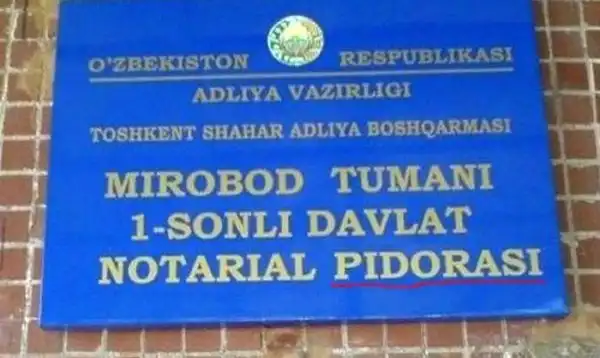 O'ZBEKISTON RESPUBLIKASI
ADLIYA VAZIRLIGI
TOSHKENT SHAHAR ADLIYA BOSHQARMASI
MIROBOD TUMANI
1-SONLI DAVLAT
NOTARIAL PIDORASI